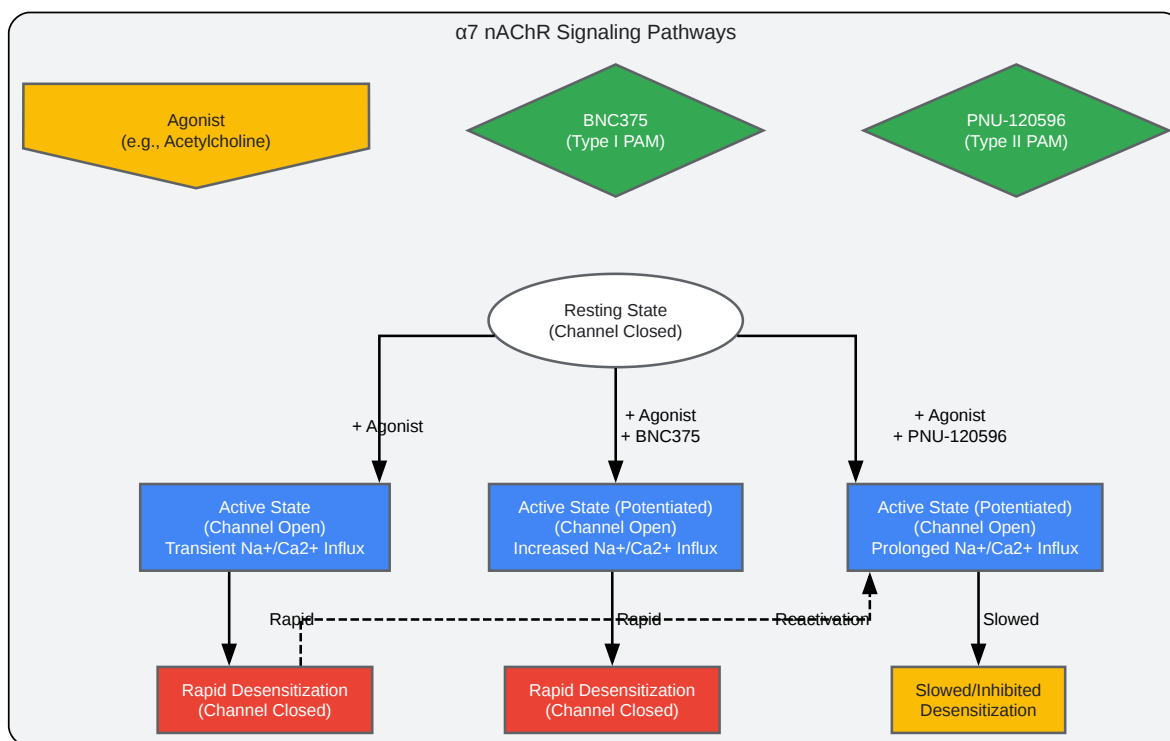 α7 nAChR Signaling Pathways
Agonist
(e.g., Acetylcholine)
BNC375
(Type I PAM)
PNU-120596
(Type II PAM)
Resting State
(Channel Closed)
+ Agonist
+ Agonist
+ BNC375
+ Agonist
+ PNU-120596
Active State
(Channel Open)
Transient Na+/Ca2+ Influx
Active State (Potentiated)
(Channel Open)
Increased Na+/Ca2+ Influx
Active State (Potentiated)
(Channel Open)
Prolonged Na+/Ca2+ Influx
Rapid
Rapid
Reactivation
Slowed
Rapid Desensitization
(Channel Closed)
Rapid Desensitization
(Channel Closed)
Slowed/Inhibited
Desensitization